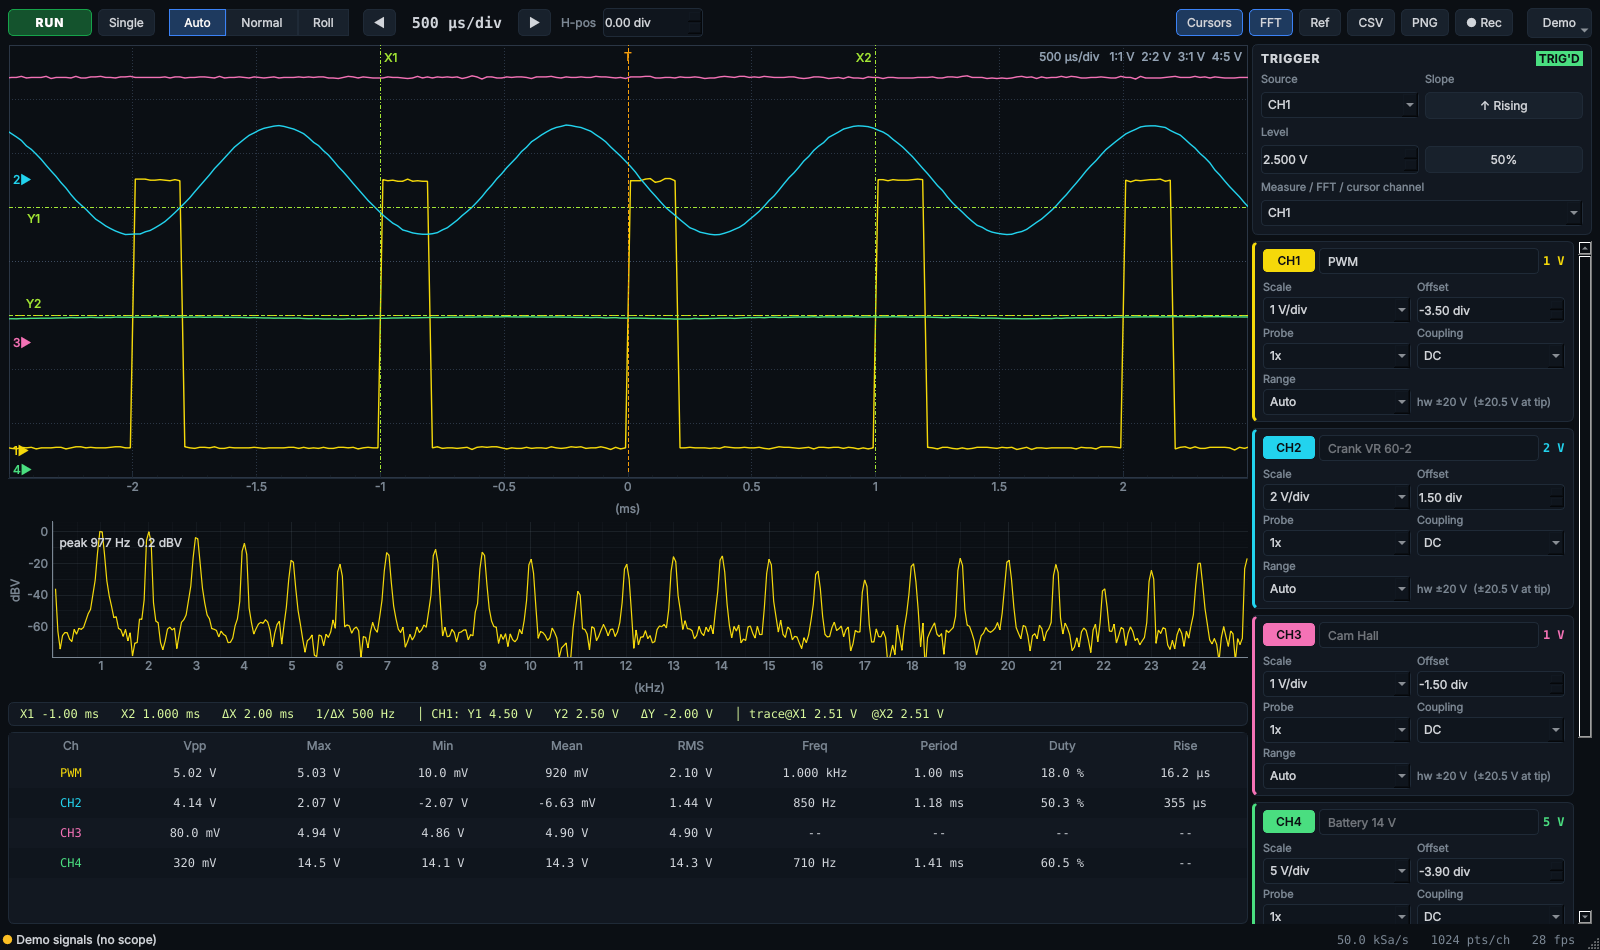 RUN Single Auto Normal Roll ◀ 500 µs/div ▶ H-pos 0.00 div Cursors FFT Ref CSV PNG ● Rec Demo
X1 T X2 500 µs/div 1:1 V 2:2 V 3:1 V 4:5 V
2▶
Y1
Y2
3▶
1▶
4▶
-2 -1.5 -1 -0.5 0 0.5 1 1.5 2
(ms)
peak 977 Hz 0.2 dBV
0
-20
-40
-60
dBV
1 2 3 4 5 6 7 8 9 10 11 12 13 14 15 16 17 18 19 20 21 22 23 24
(kHz)
X1 -1.00 ms X2 1.000 ms ΔX 2.00 ms 1/ΔX 500 Hz | CH1: Y1 4.50 V Y2 2.50 V ΔY -2.00 V | trace@X1 2.51 V @X2 2.51 V
Ch Vpp Max Min Mean RMS Freq Period Duty Rise
PWM 5.02 V 5.03 V 10.0 mV 920 mV 2.10 V 1.000 kHz 1.00 ms 18.0 % 16.2 µs
CH2 4.14 V 2.07 V -2.07 V -6.63 mV 1.44 V 850 Hz 1.18 ms 50.3 % 355 µs
CH3 80.0 mV 4.94 V 4.86 V 4.90 V 4.90 V -- -- -- --
CH4 320 mV 14.5 V 14.1 V 14.3 V 14.3 V 710 Hz 1.41 ms 60.5 % --
TRIGGER TRIG'D
Source Slope
CH1 ↑ Rising
Level
2.500 V 50%
Measure / FFT / cursor channel
CH1
CH1 PWM 1 V
Scale Offset
1 V/div -3.50 div
Probe Coupling
1x DC
Range
Auto hw ±20 V (±20.5 V at tip)
CH2 Crank VR 60-2 2 V
Scale Offset
2 V/div 1.50 div
Probe Coupling
1x DC
Range
Auto hw ±20 V (±20.5 V at tip)
CH3 Cam Hall 1 V
Scale Offset
1 V/div -1.50 div
Probe Coupling
1x DC
Range
Auto hw ±20 V (±20.5 V at tip)
CH4 Battery 14 V 5 V
Scale Offset
5 V/div -3.90 div
Probe Coupling
1x DC
Demo signals (no scope) 50.0 kSa/s 1024 pts/ch 28 fps